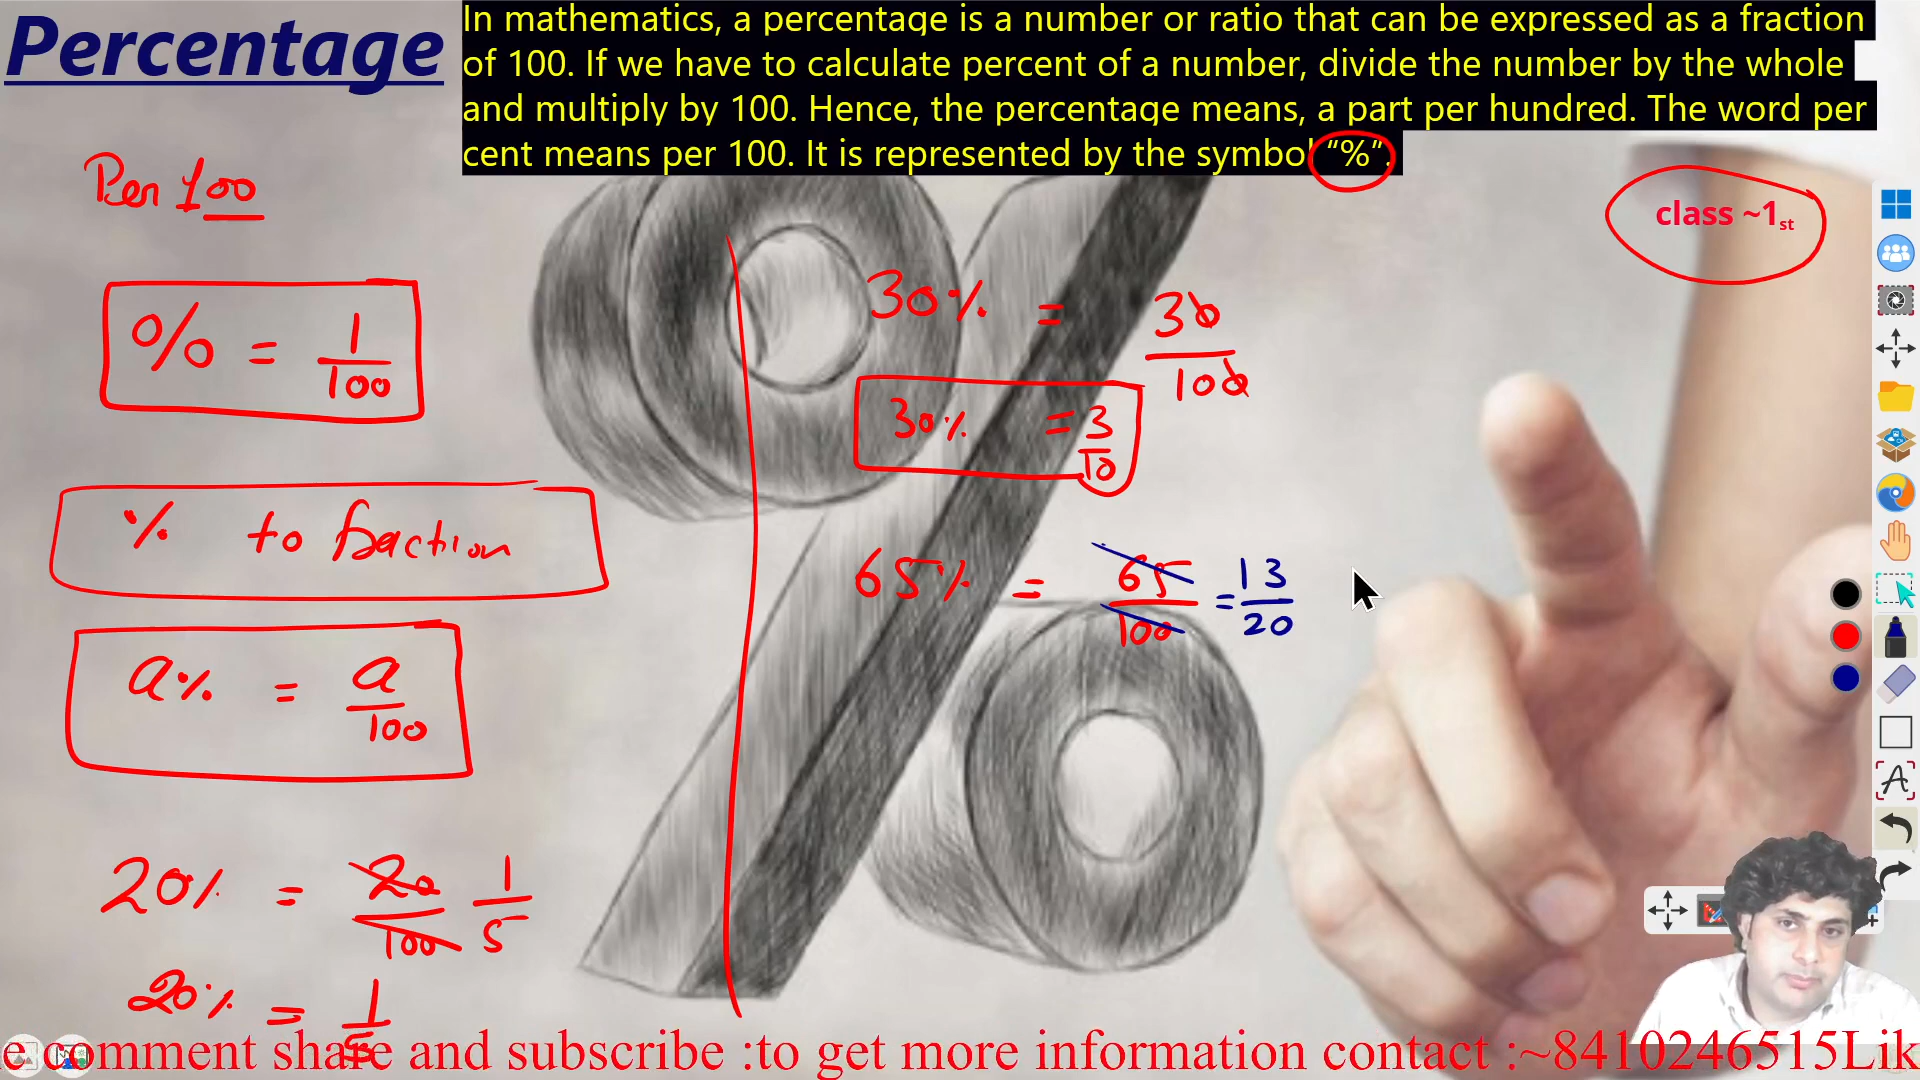 Percentage
In mathematics, a percentage is a number or ratio that can be expressed as a fraction
of 100. If we have to calculate percent of a number, divide the number by the whole
and multiply by 100. Hence, the percentage means, a part per hundred. The word per
cent means per 100. It is represented by the symbol “%”.
class ~1st
Per 100
% = 1/100
% to fraction
a% = a/100
20% = 20/100 1/5
20% = 1/5
30% = 30/100
30% = 3/10
65% = 65/100 = 13/20
e comment share and subscribe :to get more information contact :~8410246515Lik